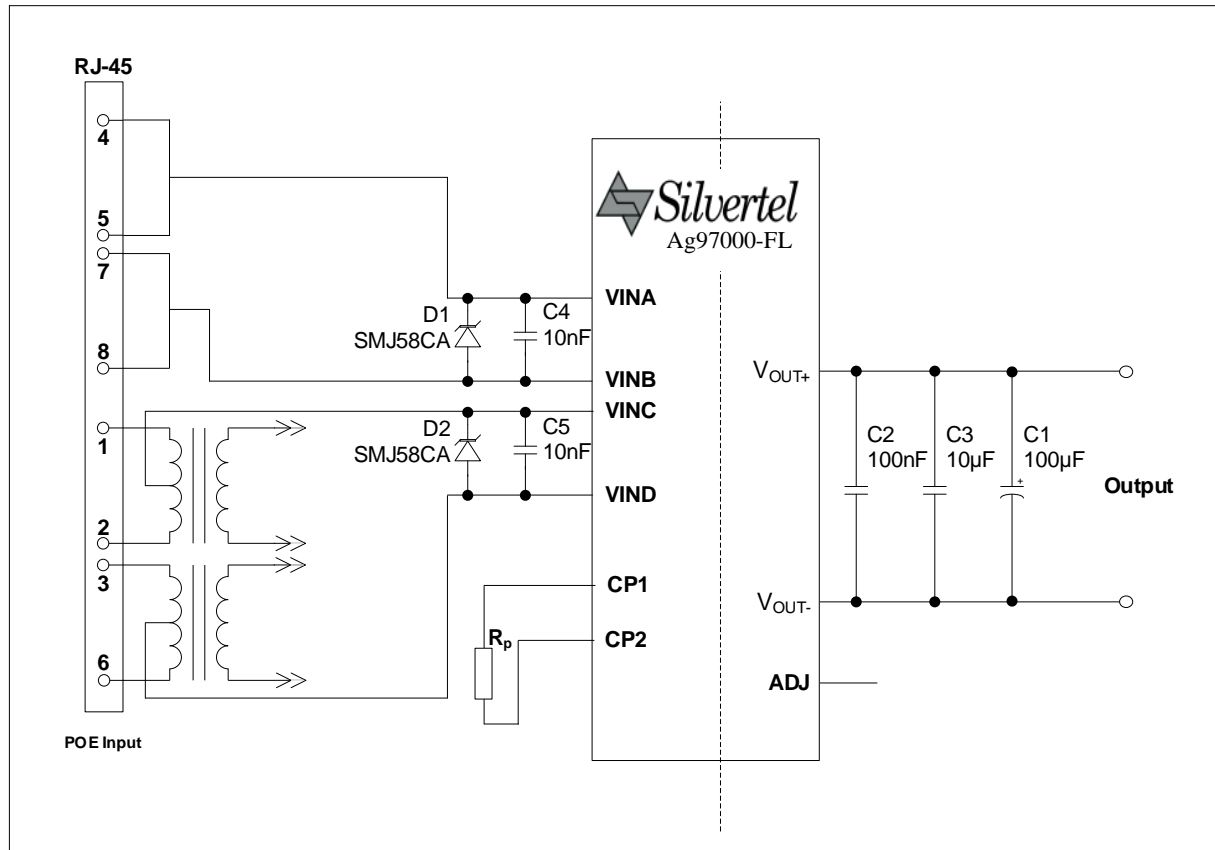 RJ-45
4
5
7
8
1
2
3
6
POE Input
D1
SMJ58CA
C4
10nF
D2
SMJ58CA
C5
10nF
Rp
Silvertel
Ag97000-FL
VINA
VINB
VINC
VIND
CP1
CP2
VOUT+
VOUT-
ADJ
C2
100nF
C3
10µF
C1
100µF
+
Output